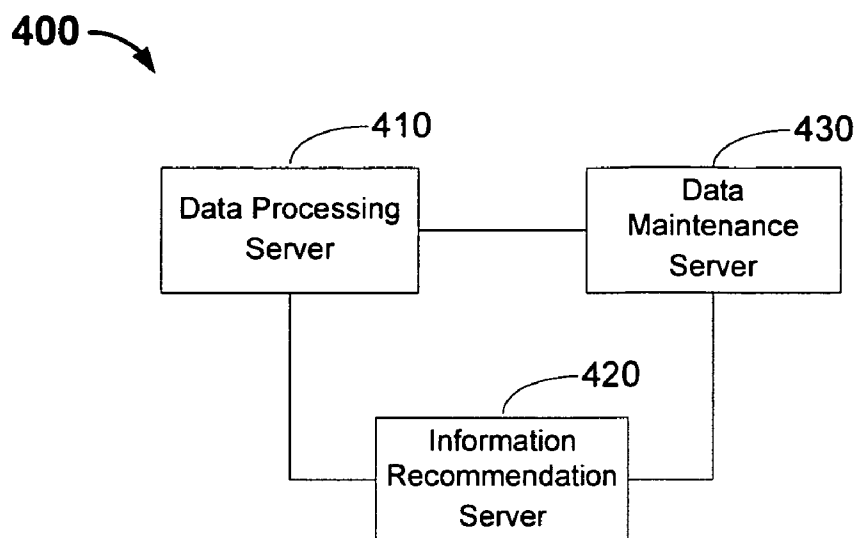 400
410
430
Data Processing
Server
Data
Maintenance
Server
420
Information
Recommendation
Server